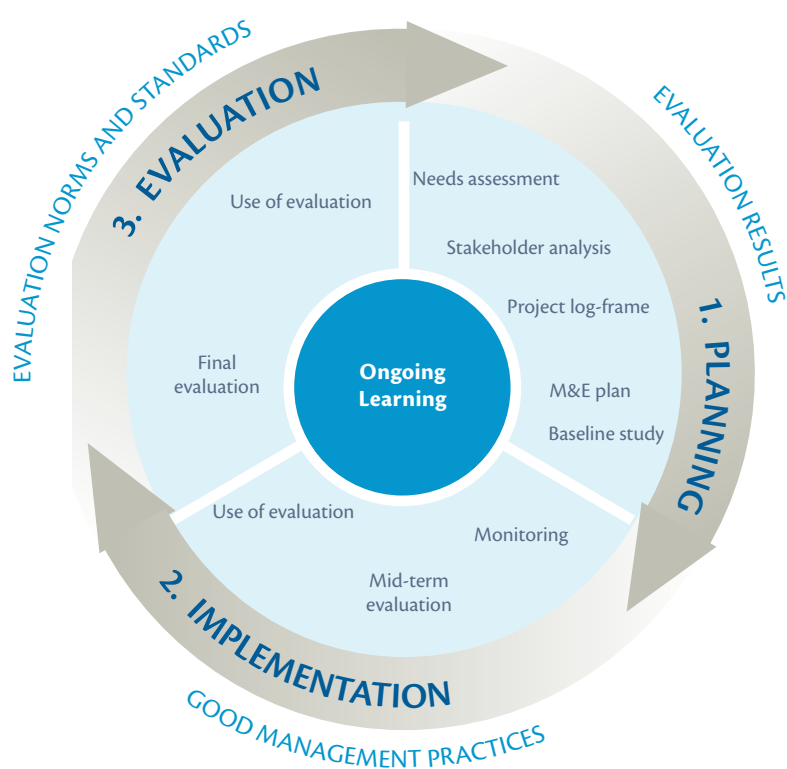 EVALUATION NORMS AND STANDARDS
3. EVALUATION
EVALUATION RESULTS
1. PLANNING
Needs assessment
Stakeholder analysis
Project log-frame
M&E plan
Baseline study
Use of evaluation
Final
evaluation
Ongoing
Learning
Use of evaluation
Monitoring
Mid-term
evaluation
2. IMPLEMENTATION
GOOD MANAGEMENT PRACTICES